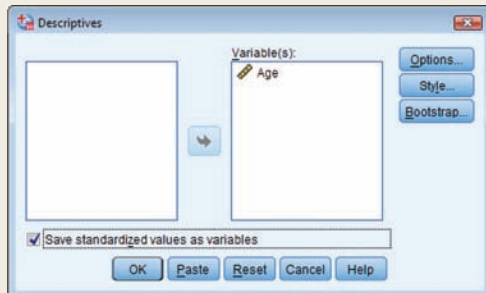 Descriptives
Variable(s):
Age
Options...
Style...
Bootstrap...
Save standardized values as variables
OK Paste Reset Cancel Help